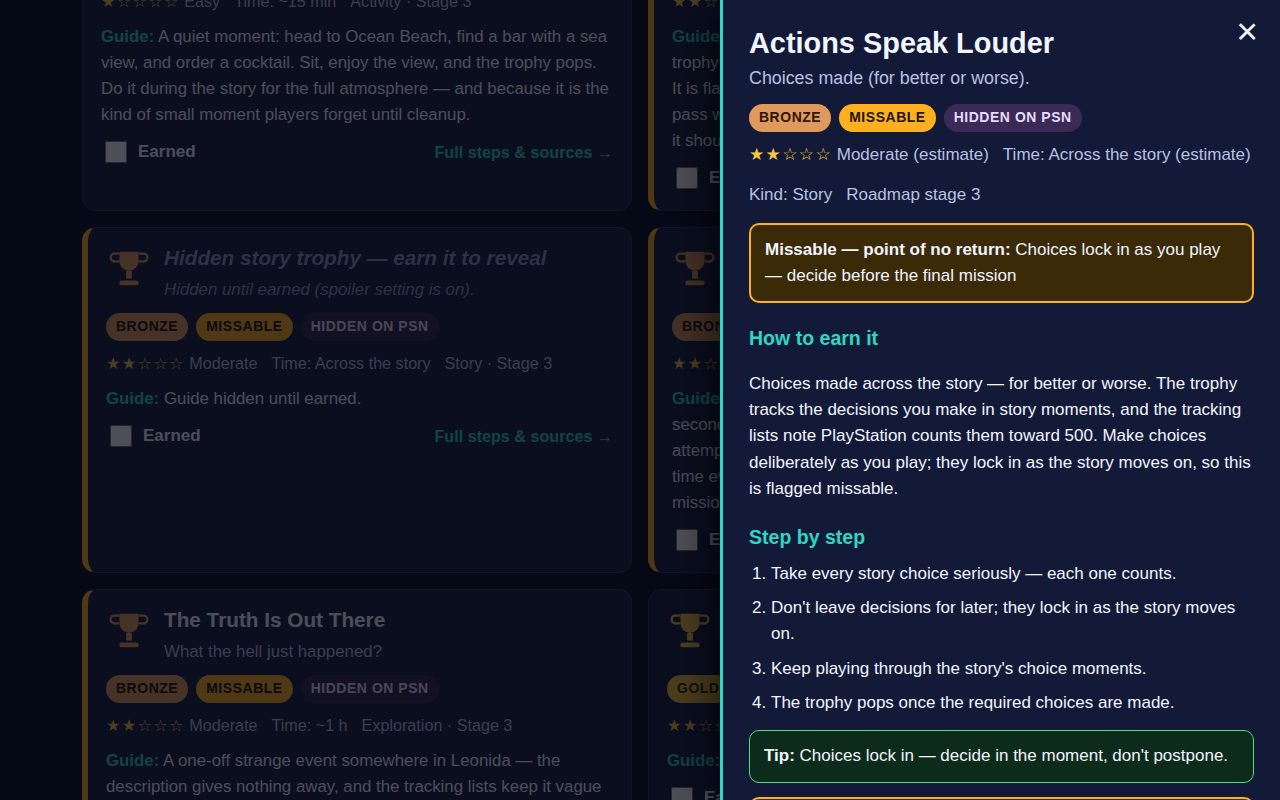 ★☆☆☆☆ Easy Time: ~15 min Activity · Stage 3
Guide: A quiet moment: head to Ocean Beach, find a bar with a sea
view, and order a cocktail. Sit, enjoy the view, and the trophy pops.
Do it during the story for the full atmosphere — and because it is the
kind of small moment players forget until cleanup.
Earned
Full steps & sources →
Guide
trophy
It is fla
pass w
it shou
Hidden story trophy — earn it to reveal
Hidden until earned (spoiler setting is on).
BRONZE MISSABLE HIDDEN ON PSN
★★☆☆☆ Moderate Time: Across the story Story · Stage 3
Guide: Guide hidden until earned.
Earned
Full steps & sources →
BRON
Guide
secon
attemp
time e
missio
The Truth Is Out There
What the hell just happened?
BRONZE MISSABLE HIDDEN ON PSN
★★☆☆☆ Moderate Time: ~1 h Exploration · Stage 3
Guide: A one-off strange event somewhere in Leonida — the
description gives nothing away, and the tracking lists keep it vague
GOLD
Guide:
Actions Speak Louder
✕
Choices made (for better or worse).
BRONZE MISSABLE HIDDEN ON PSN
★★☆☆☆ Moderate (estimate) Time: Across the story (estimate)
Kind: Story Roadmap stage 3
Missable — point of no return: Choices lock in as you play
— decide before the final mission
How to earn it
Choices made across the story — for better or worse. The trophy
tracks the decisions you make in story moments, and the tracking
lists note PlayStation counts them toward 500. Make choices
deliberately as you play; they lock in as the story moves on, so this
is flagged missable.
Step by step
1. Take every story choice seriously — each one counts.
2. Don't leave decisions for later; they lock in as the story moves
on.
3. Keep playing through the story's choice moments.
4. The trophy pops once the required choices are made.
Tip: Choices lock in — decide in the moment, don't postpone.